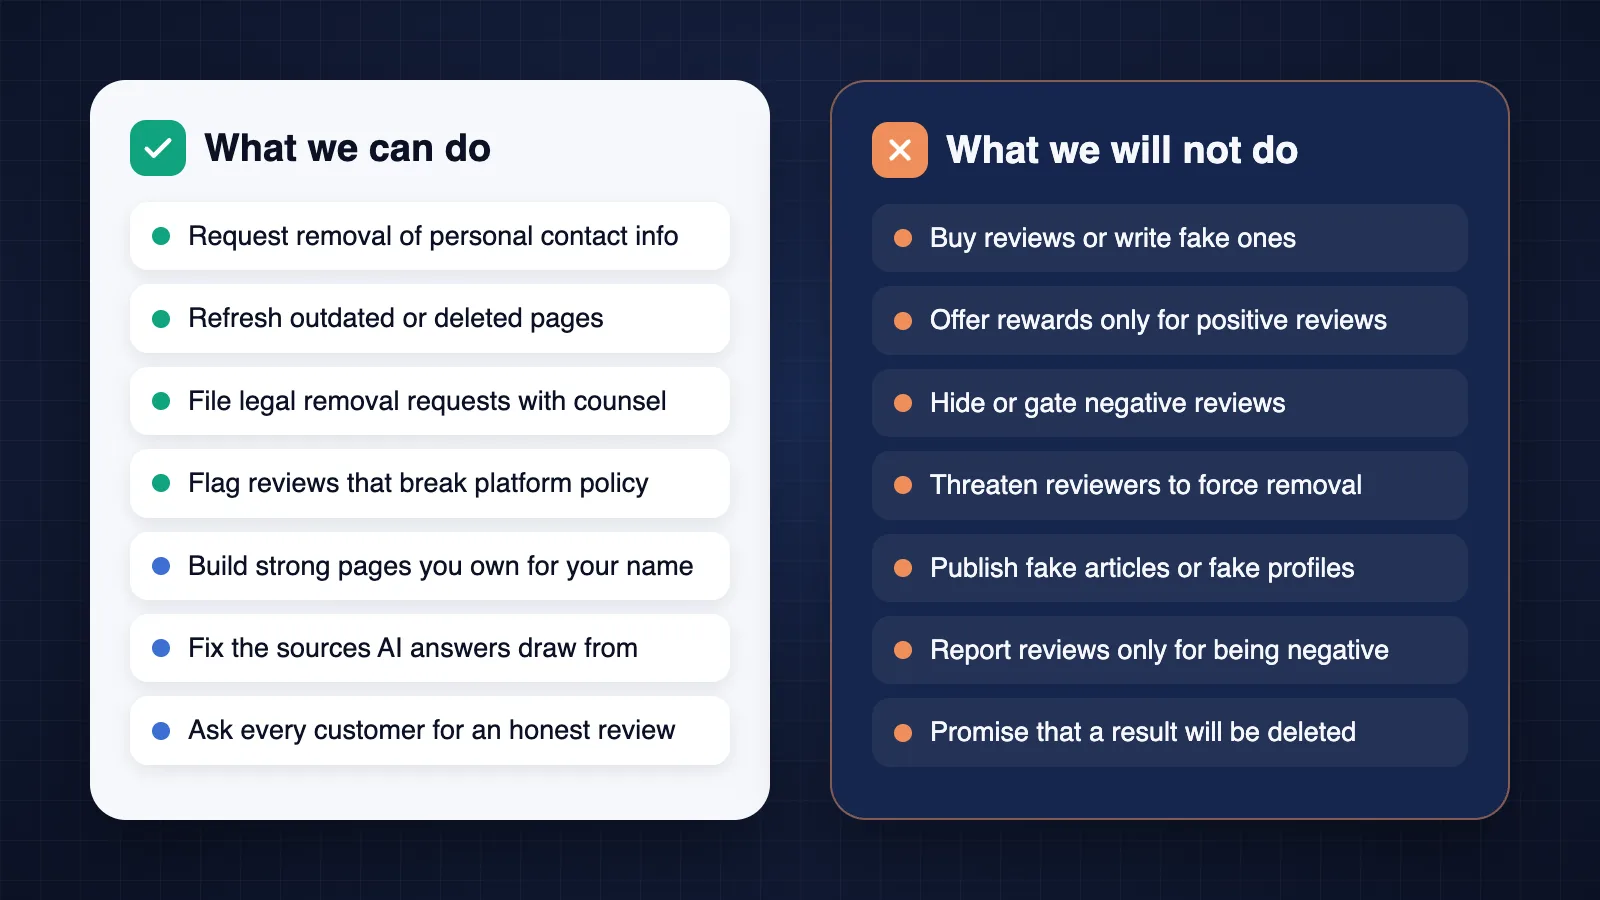 What we can do
Request removal of personal contact info
Refresh outdated or deleted pages
File legal removal requests with counsel
Flag reviews that break platform policy
Build strong pages you own for your name
Fix the sources AI answers draw from
Ask every customer for an honest review
What we will not do
Buy reviews or write fake ones
Offer rewards only for positive reviews
Hide or gate negative reviews
Threaten reviewers to force removal
Publish fake articles or fake profiles
Report reviews only for being negative
Promise that a result will be deleted